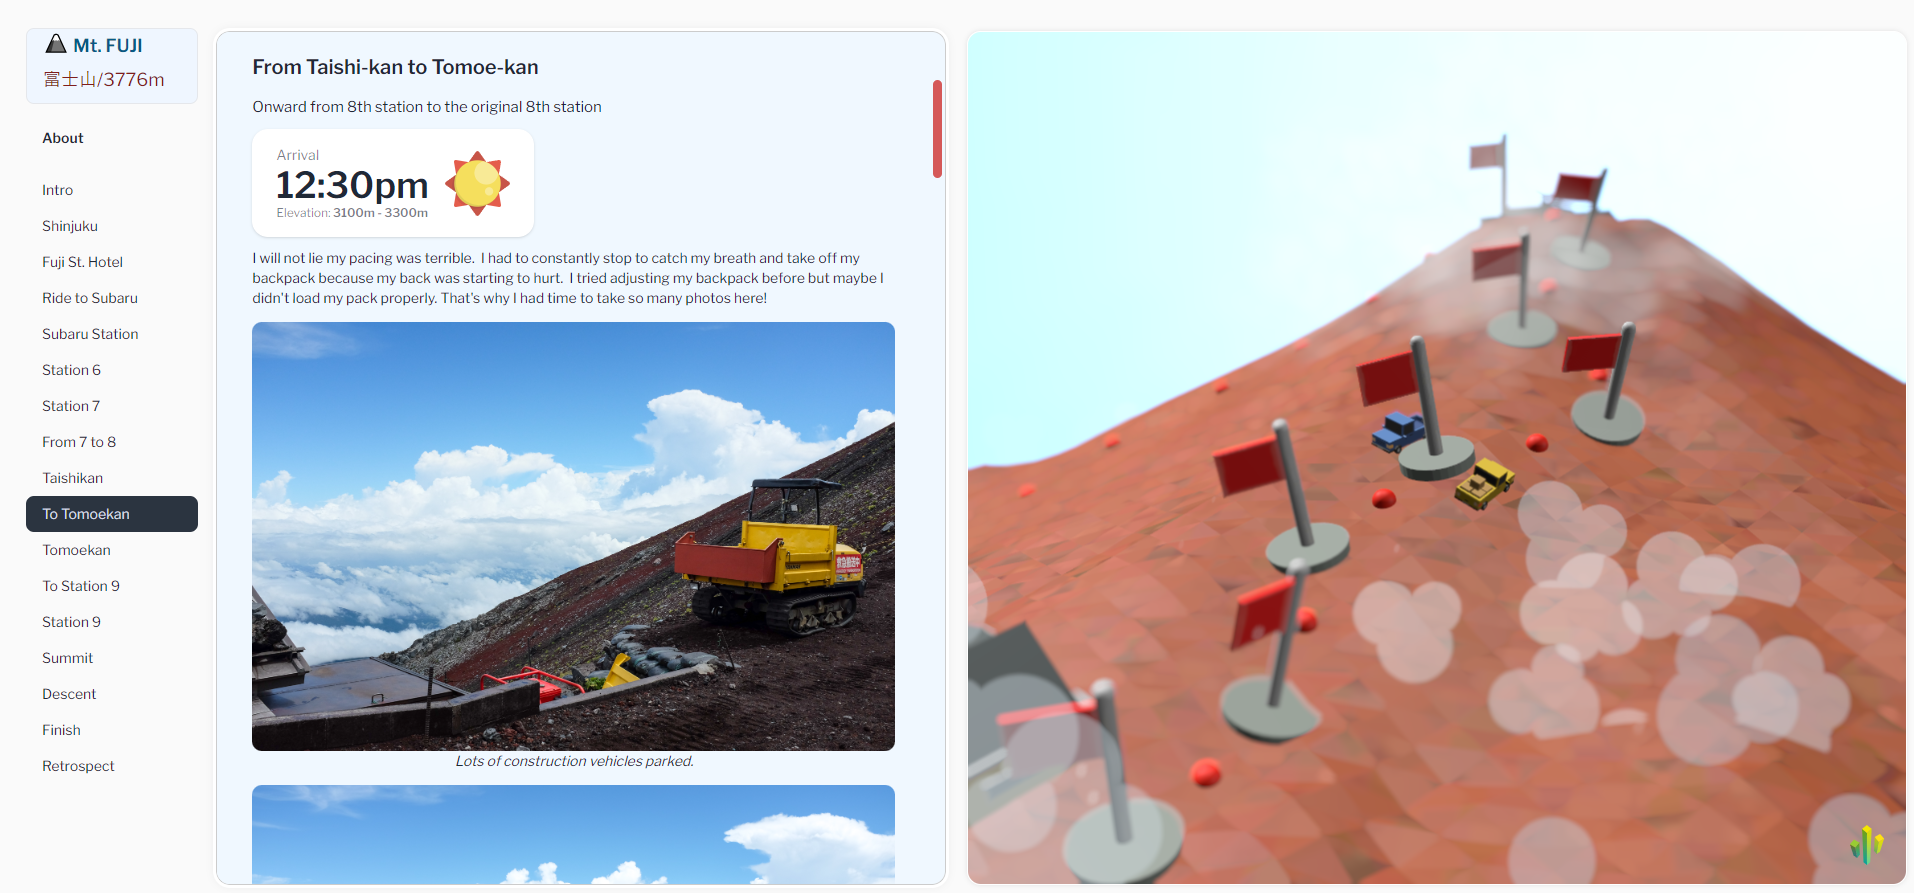 Mt. FUJI
富士山/3776m
About
Intro
Shinjuku
Fuji St. Hotel
Ride to Subaru
Subaru Station
Station 6
Station 7
From 7 to 8
Taishikan
To Tomoekan
Tomoekan
To Station 9
Station 9
Summit
Descent
Finish
Retrospect
From Taishi-kan to Tomoe-kan
Onward from 8th station to the original 8th station
Arrival
12:30pm
Elevation: 3100m - 3300m
I will not lie my pacing was terrible. I had to constantly stop to catch my breath and take off my
backpack because my back was starting to hurt. I tried adjusting my backpack before but maybe I
didn't load my pack properly. That's why I had time to take so many photos here!
Lots of construction vehicles parked.